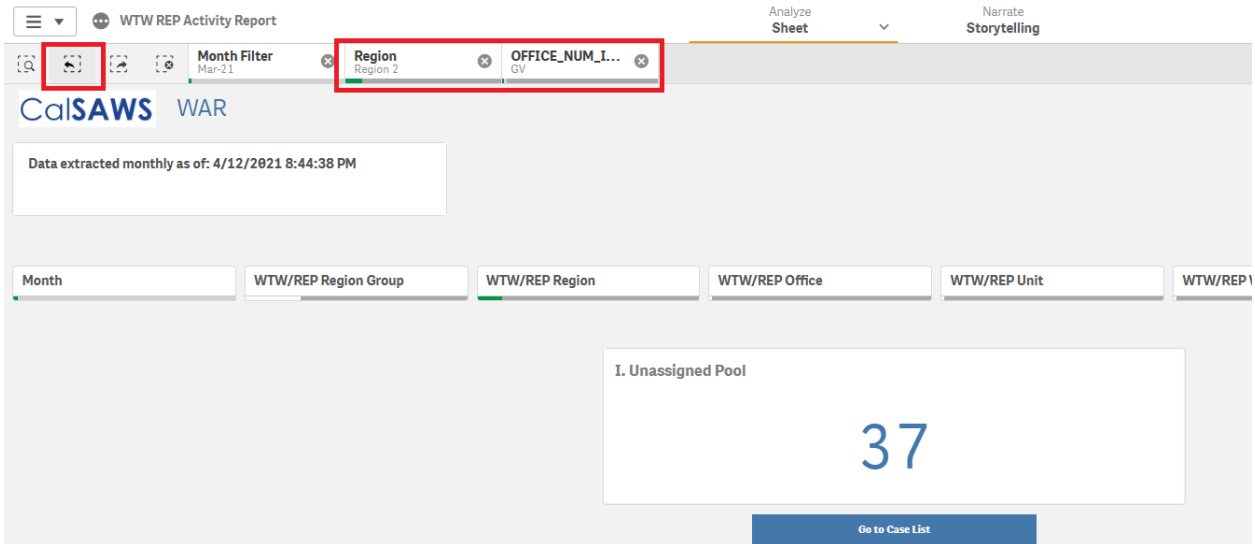 WTW REP Activity Report
Analyze
Sheet
Narrate
Storytelling
Month Filter
Mar-21
Region
Region 2
OFFICE_NUM_I...
GV
CalSAWS WAR
Data extracted monthly as of: 4/12/2021 8:44:38 PM
Month WTW/REP Region Group WTW/REP Region WTW/REP Office WTW/REP Unit WTW/REP
I. Unassigned Pool
37
Go to Case List